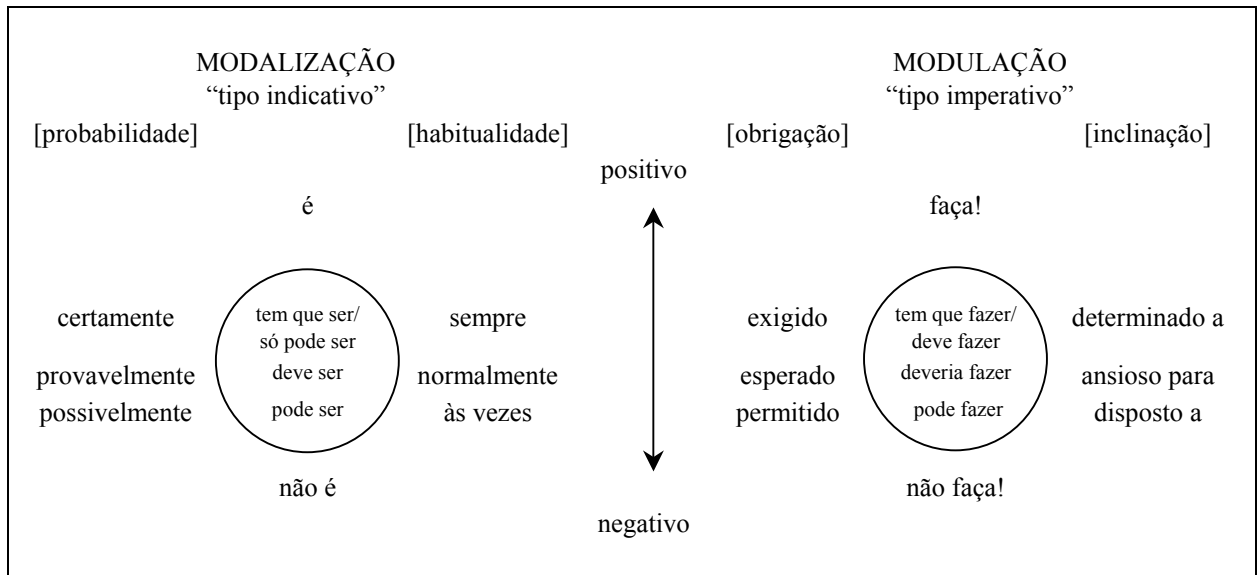 MODALIZAÇÃO
“tipo indicativo”
[probabilidade]
[habitualidade]
é
certamente
provavelmente
possivelmente
tem que ser/
só pode ser
deve ser
pode ser
sempre
normalmente
às vezes
não é
positivo
negativo
MODULAÇÃO
“tipo imperativo”
[obrigação]
[inclinação]
faça!
exigido
esperado
permitido
tem que fazer/
deve fazer
deveria fazer
pode fazer
determinado a
ansioso para
disposto a
não faça!